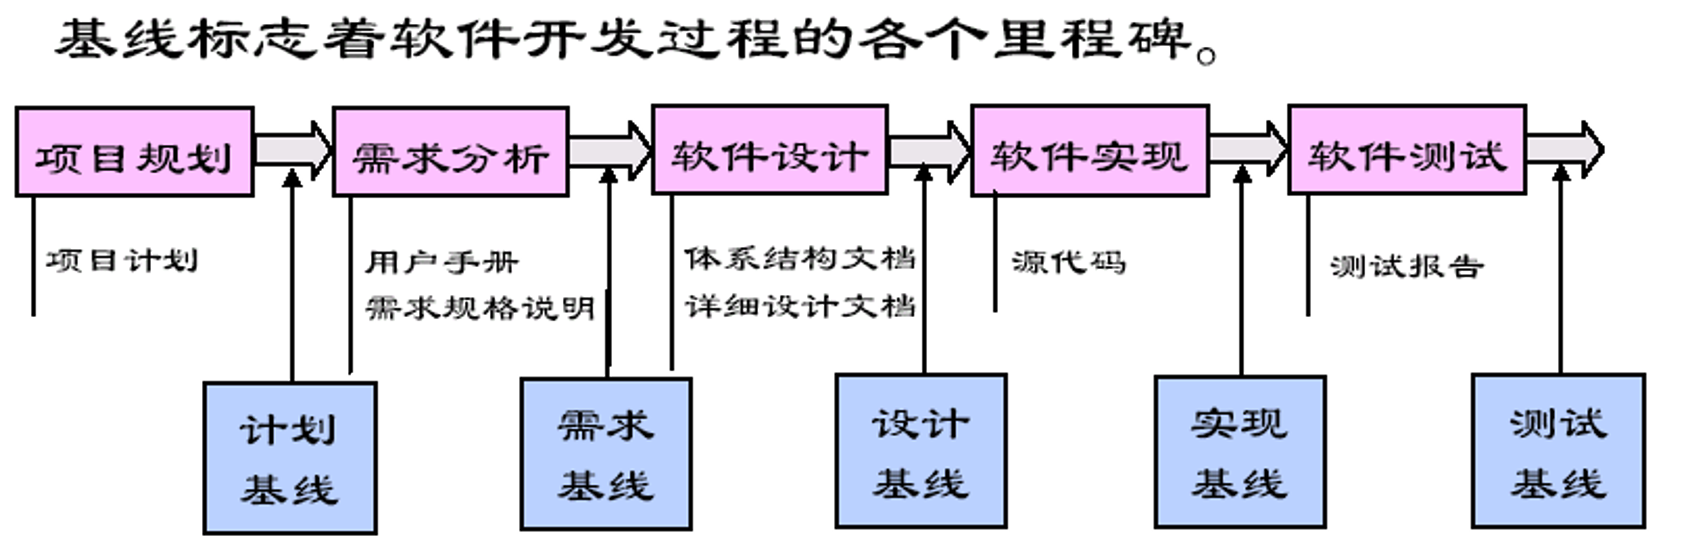 基线标志着软件开发过程的各个里程碑。
项目规划
需求分析
软件设计
软件实现
软件测试
项目计划
用户手册
需求规格说明
体系结构文档
详细设计文档
源代码
测试报告
计划
基线
需求
基线
设计
基线
实现
基线
测试
基线